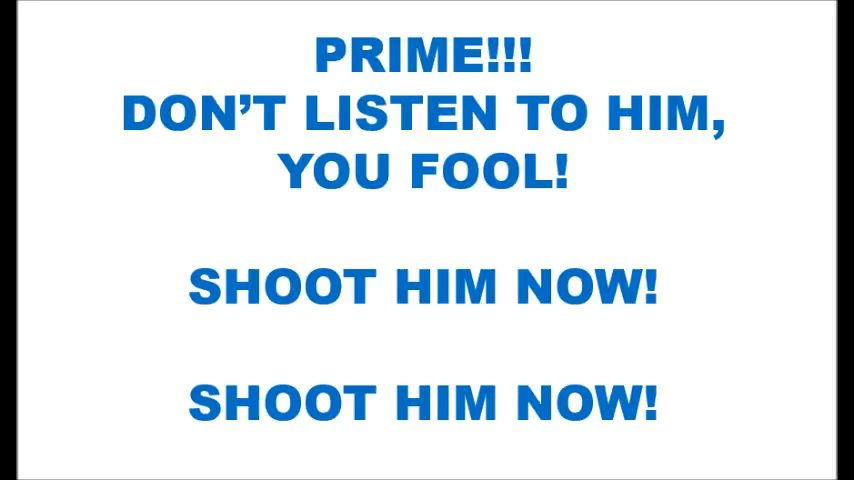 PRIME!!!
DON’T LISTEN TO HIM,
YOU FOOL!
SHOOT HIM NOW!
SHOOT HIM NOW!